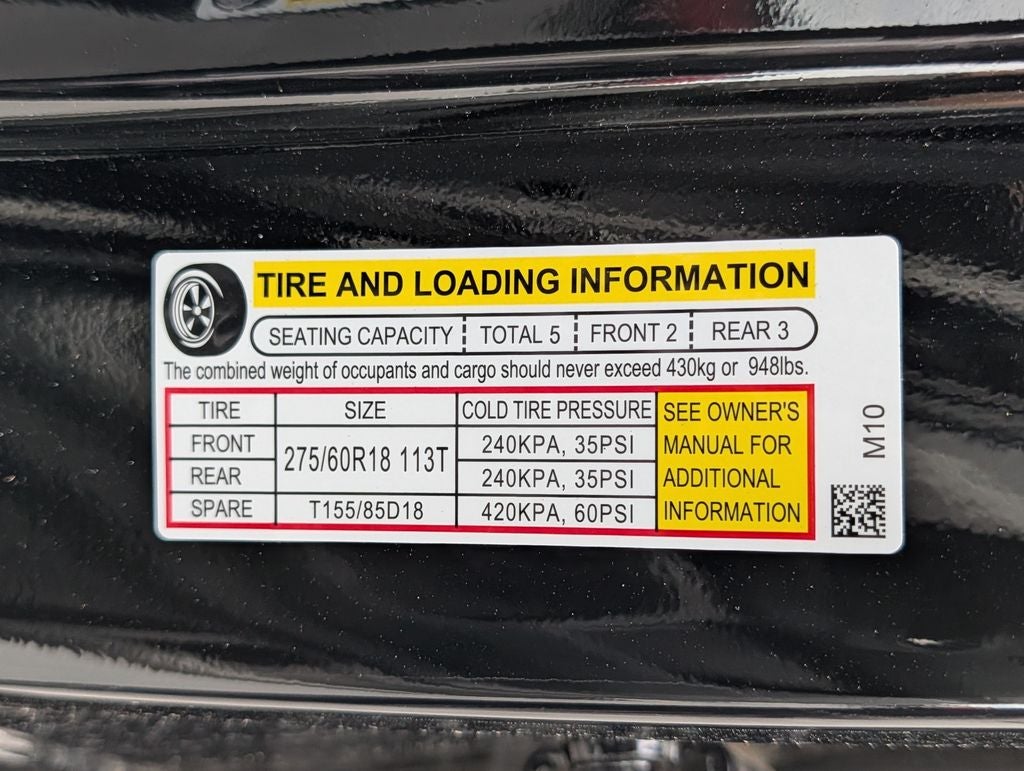 TIRE AND LOADING INFORMATION
SEATING CAPACITY TOTAL 5 FRONT 2 REAR 3
The combined weight of occupants and cargo should never exceed 430kg or 948lbs.
TIRE SIZE COLD TIRE PRESSURE
FRONT 275/60R18 113T 240KPA, 35PSI
REAR 240KPA, 35PSI
SPARE T155/85D18 420KPA, 60PSI
SEE OWNER'S
MANUAL FOR
ADDITIONAL
INFORMATION
M10